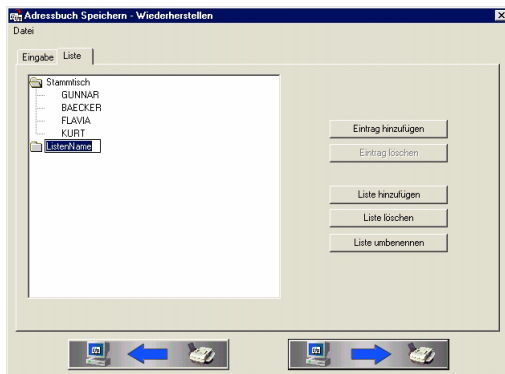 Adressbuch Speichern - Wiederherstellen
Datei
Eingabe
Liste
Stammtisch
GUNNAR
BAECKER
FLAVIA
KURT
ListenName
Eintrag hinzufügen
Eintrag löschen
Liste hinzufügen
Liste löschen
Liste umbenennen